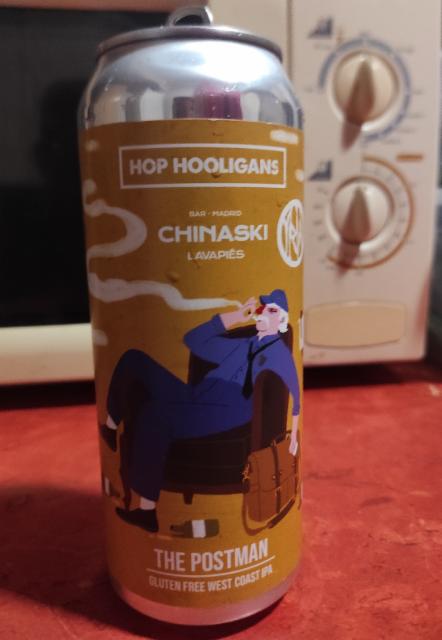 HOP HOOLIGANS
BAR · MADRID
CHINASKI
LAVAPIÉS
THE POSTMAN
GLUTEN FREE WEST COAST IPA